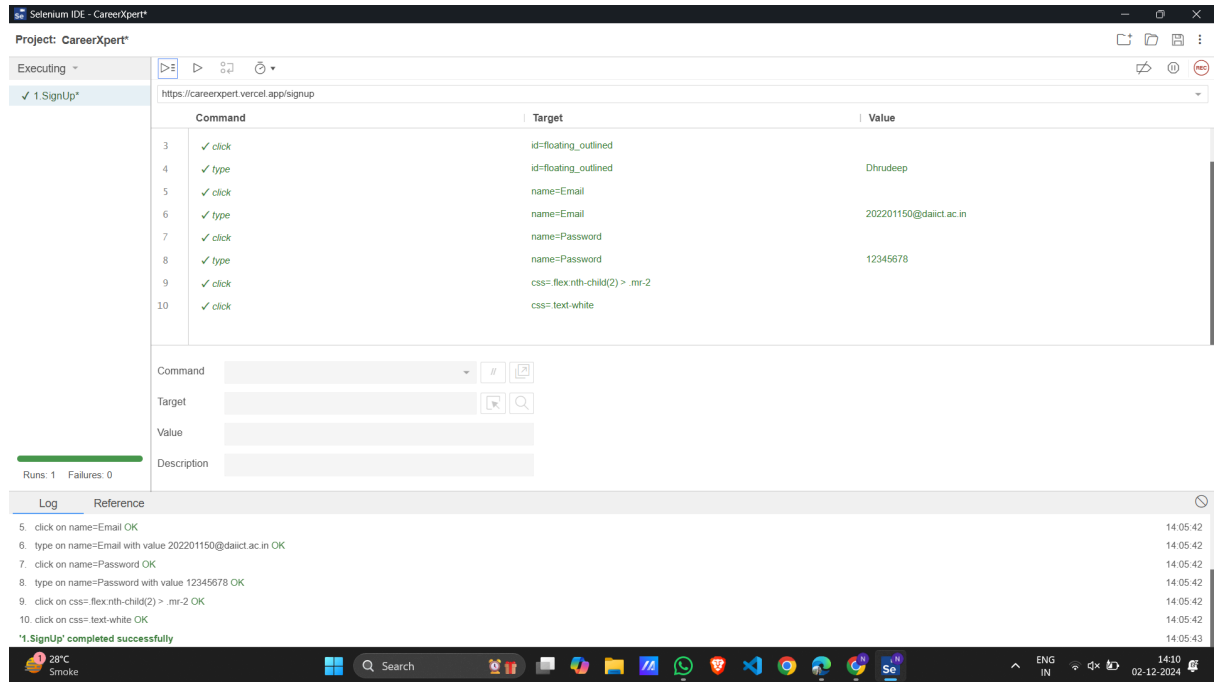 Selenium IDE - CareerXpert*
Project: CareerXpert*
Executing
✓ 1.SignUp*
REC
https://careerxpert.vercel.app/signup
Command Target Value
3 ✓ click id=floating_outlined
4 ✓ type id=floating_outlined Dhrudeep
5 ✓ click name=Email
6 ✓ type name=Email 202201150@daiict.ac.in
7 ✓ click name=Password
8 ✓ type name=Password 12345678
9 ✓ click css=.flex:nth-child(2) > .mr-2
10 ✓ click css=.text-white
Command //
Target
Value
Description
Runs: 1 Failures: 0
Log Reference
5. click on name=Email OK 14:05:42
6. type on name=Email with value 202201150@daiict.ac.in OK 14:05:42
7. click on name=Password OK 14:05:42
8. type on name=Password with value 12345678 OK 14:05:42
9. click on css=.flex:nth-child(2) > .mr-2 OK 14:05:42
10. click on css=.text-white OK 14:05:42
'1.SignUp' completed successfully 14:05:43
1 28°C
Smoke
Search
N
Se N
ENG
IN
14:10
02-12-2024